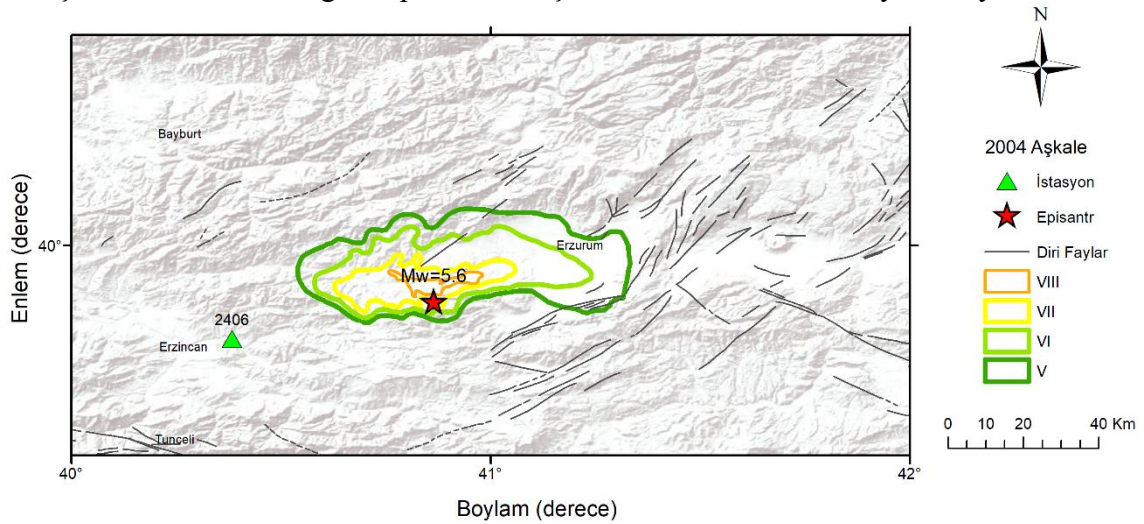 N
Bayburt
40°
Erzurum
Mw=5.6
2406
Erzincan
Tunceli
40°
41°
42°
Enlem (derece)
Boylam (derece)
2004 Aşkale
İstasyon
Episantr
Diri Faylar
VIII
VII
VI
V
0 10 20 40 Km